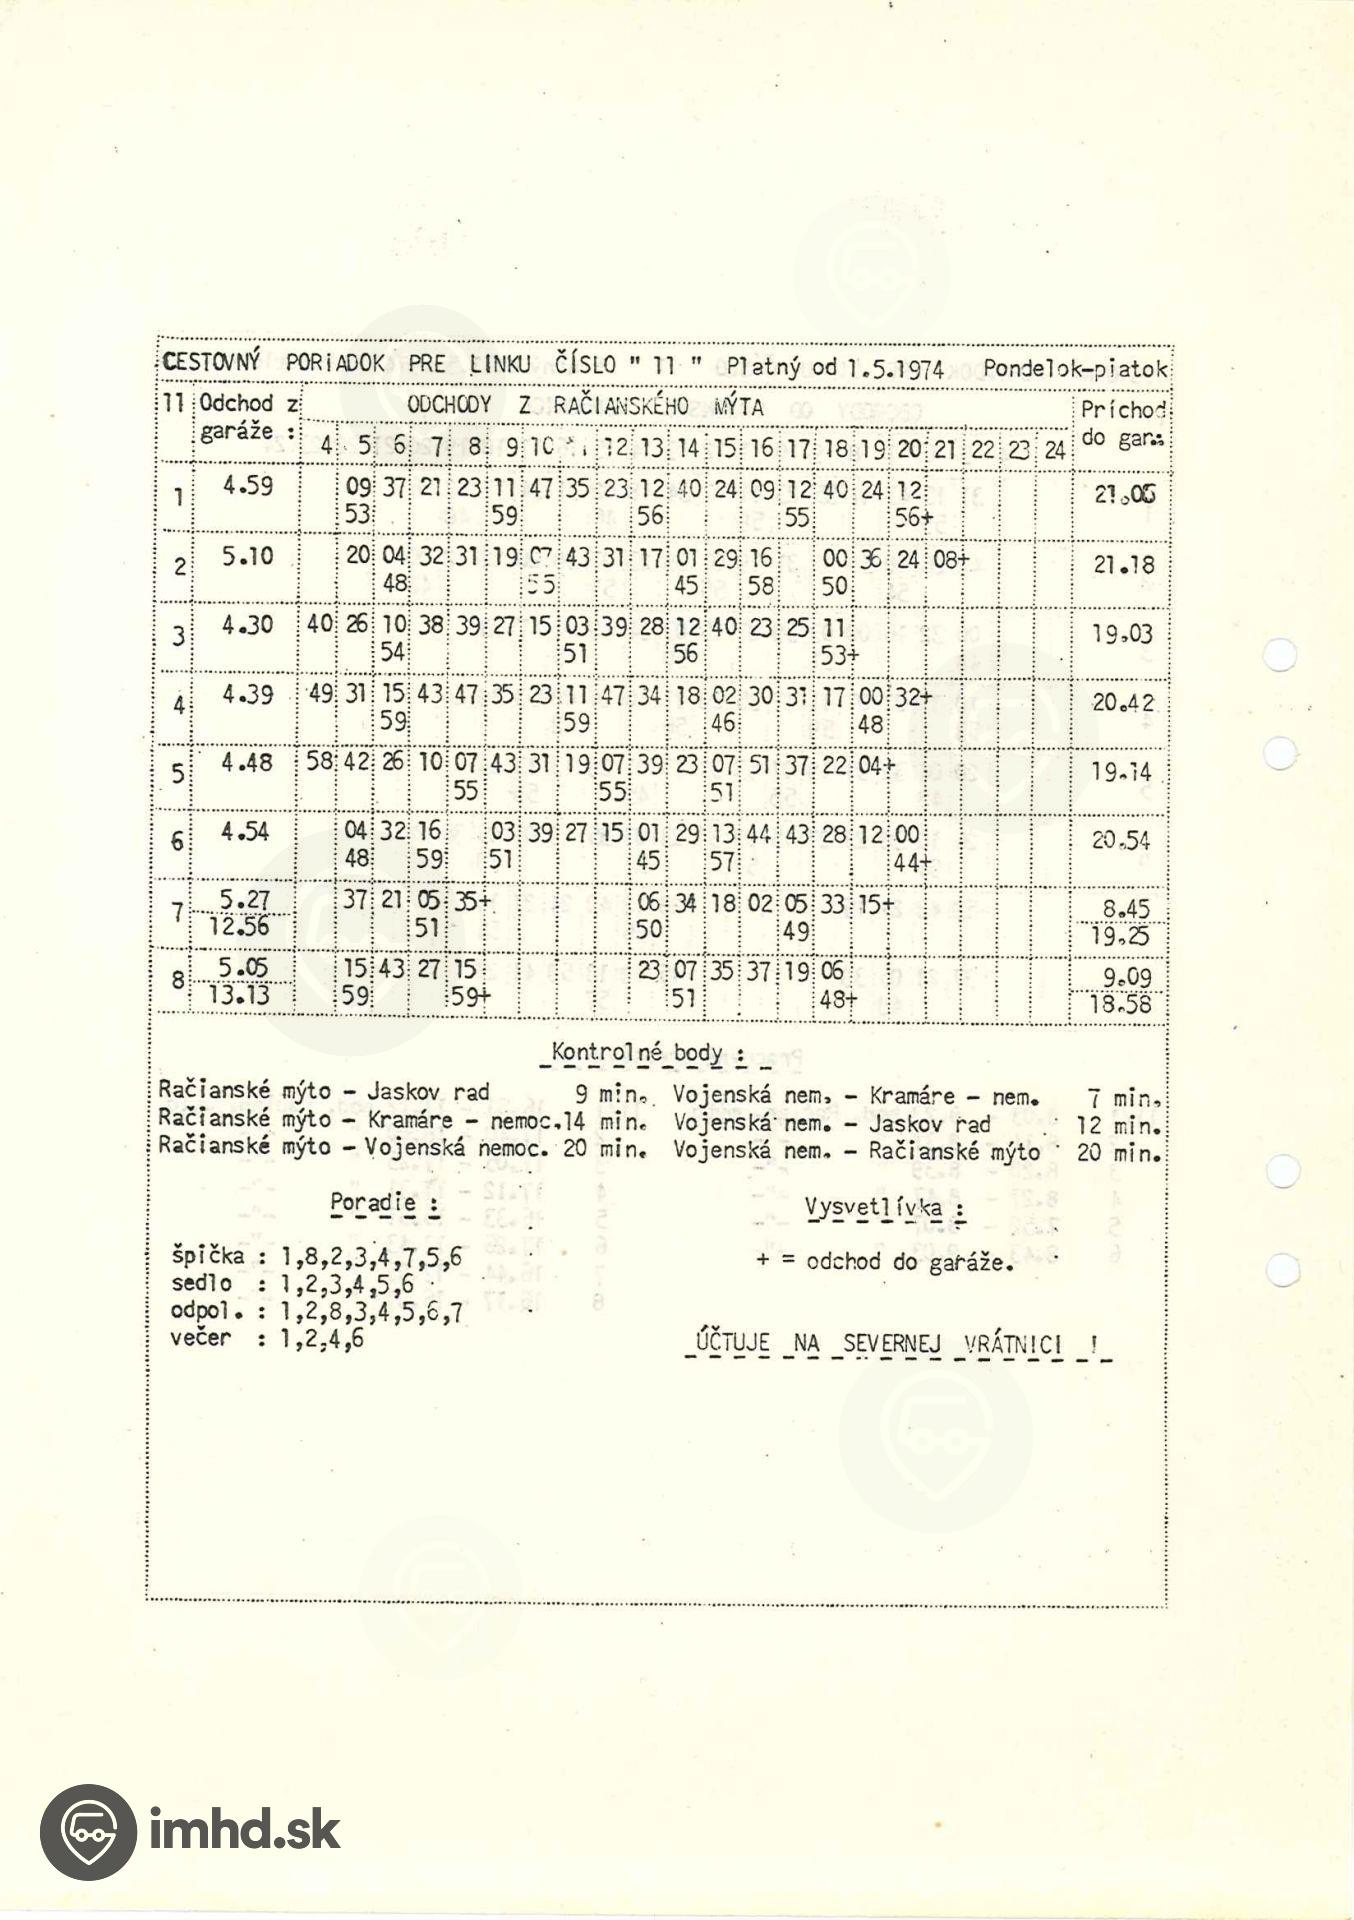 CESTOVNÝ PORiADOK PRE LINKU ČÍSLO " 11 " Platný od 1.5.1974 Pondelok-piatok
11 Odchod z ODCHODY Z RAČIANSKÉHO MÝTA Príchod
garáže : 4 5 6 7 8 9 10 12 13 14 15 16 17 18 19 20 21 22 23 24 do gar.:
1 4.59 09 37 21 23 11 47 35 23 12 40 24 09 12 40 24 12 21.06
53 59 56 55 56+
2 5.10 20 04 32 31 19 07 43 31 17 01 29 16 00 36 24 08+ 21.18
48 55 45 58 50
3 4.30 40 26 10 38 39 27 15 03 39 28 12 40 23 25 11 19.03
54 51 56 53+
4 4.39 49 31 15 43 47 35 23 11 47 34 18 02 30 31 17 00 32+ 20.42
59 59 46 48
5 4.48 58 42 26 10 07 43 31 19 07 39 23 07 51 37 22 04+ 19.14
55 55 51
6 4.54 04 32 16 03 39 27 15 01 29 13 44 43 28 12 00 20.54
48 59 51 45 57 44+
7 5.27 37 21 05 35+ 06 34 18 02 05 33 15+ 8.45
12.56 51 50 49 19.25
8 5.05 15 43 27 15 23 07 35 37 19 06 9.09
13.13 59 59+ 51 48+ 18.58
Kontrolné body :
Račianské mýto - Jaskov rad 9 min. Vojenská nem. - Kramáre - nem. 7 min.
Račianské mýto - Kramáre - nemoc.14 min. Vojenská nem. - Jaskov rad 12 min.
Račianské mýto - Vojenská nemoc. 20 min. Vojenská nem. - Račianské mýto 20 min.
Poradie : Vysvetlívka :
špička : 1,8,2,3,4,7,5,6 + = odchod do garáže.
sedlo : 1,2,3,4,5,6
odpol. : 1,2,8,3,4,5,6,7
večer : 1,2,4,6 ÚČTUJE NA SEVERNEJ VRÁTNICI !
imhd.sk